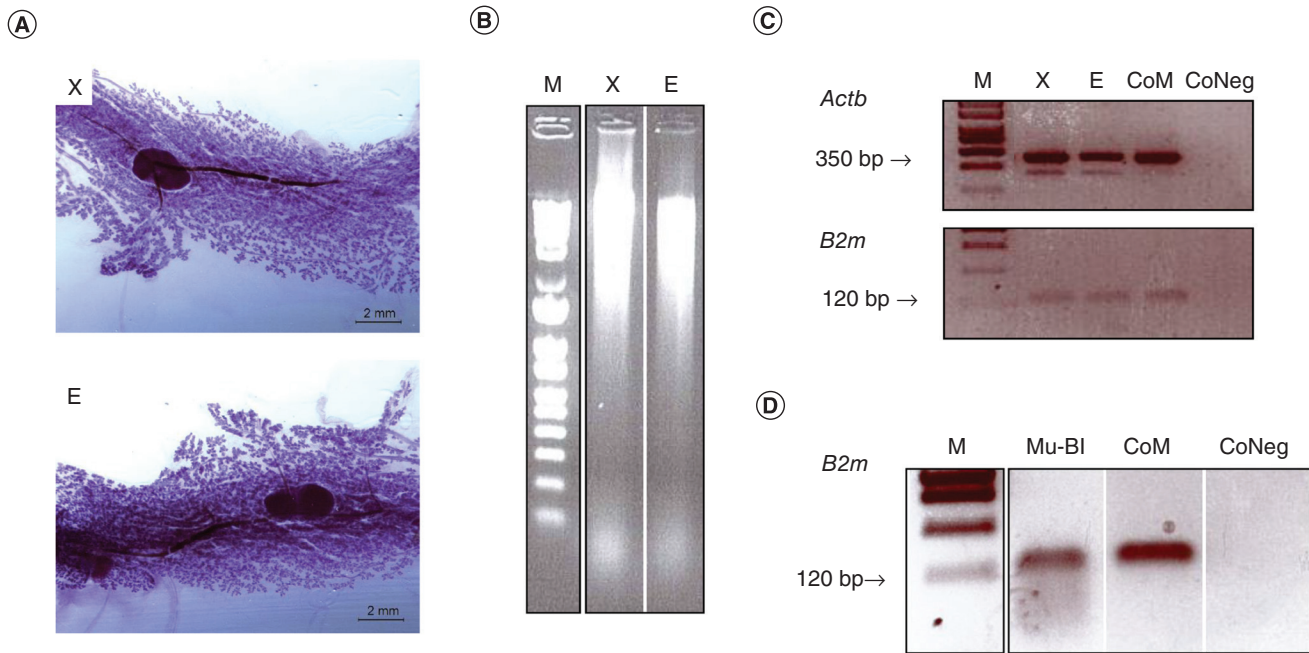 A
X
2 mm
E
2 mm
B
M X E
C
M X E CoM CoNeg
Actb
350 bp →
B2m
120 bp →
D
M Mu-BI CoM CoNeg
B2m
120 bp→